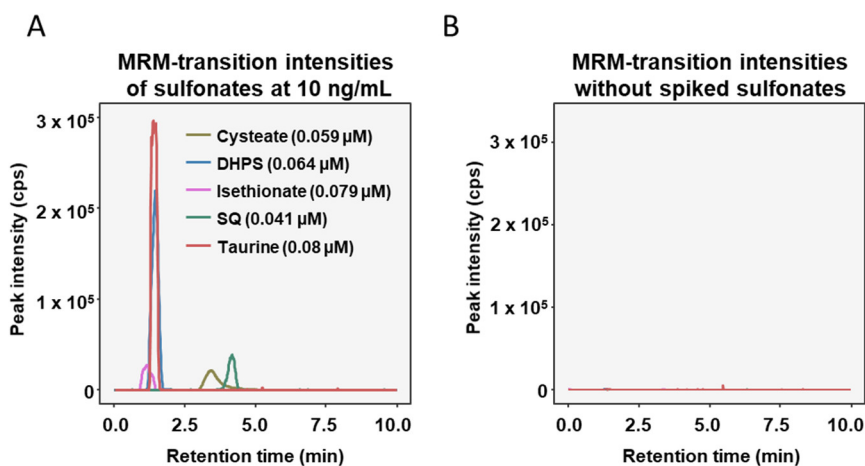 A
MRM-transition intensities
of sulfonates at 10 ng/mL
Peak intensity (cps)
3 x 10⁵
2 x 10⁵
1 x 10⁵
0
Cysteate (0.059 µM)
DHPS (0.064 µM)
Isethionate (0.079 µM)
SQ (0.041 µM)
Taurine (0.08 µM)
0.0 2.5 5.0 7.5 10.0
Retention time (min)
B
MRM-transition intensities
without spiked sulfonates
Peak intensity (cps)
3 x 10⁵
2 x 10⁵
1 x 10⁵
0
0.0 2.5 5.0 7.5 10.0
Retention time (min)